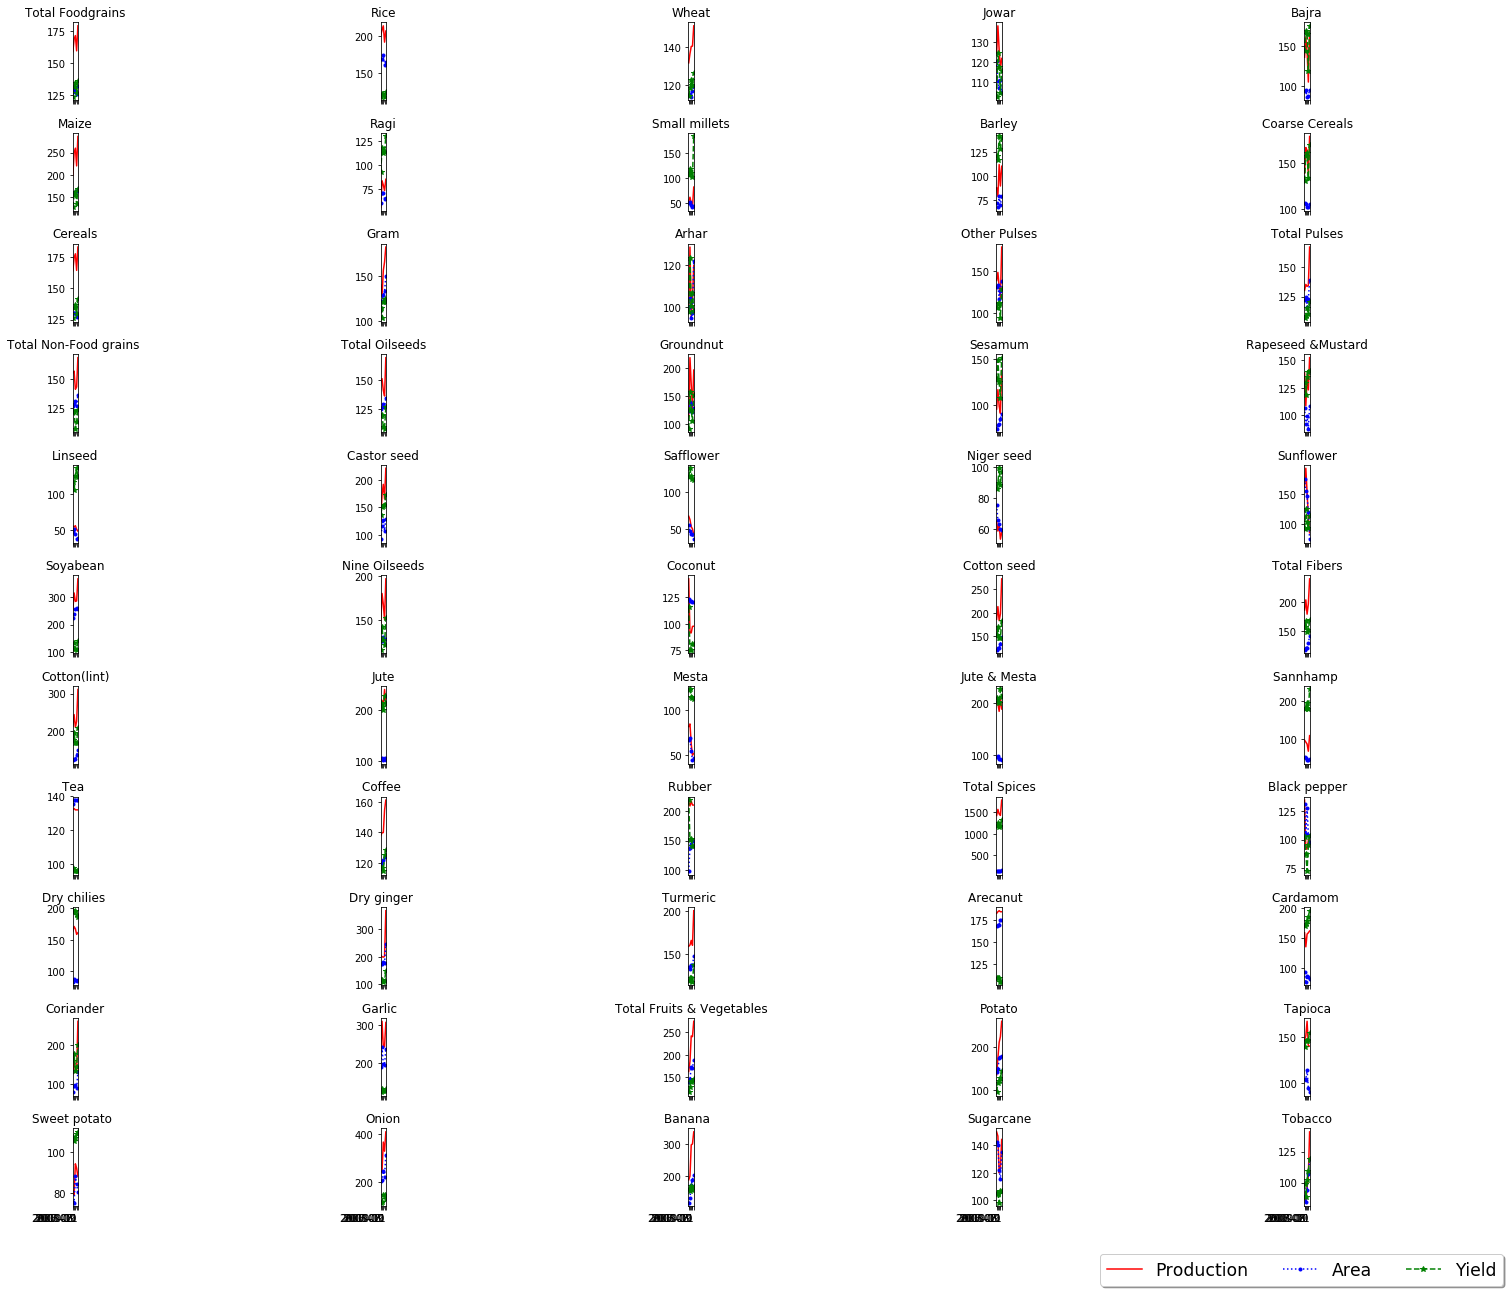 Total Foodgrains Rice Wheat Jowar Bajra
175 150 125
200 150
140 120
130 120 110
150 100
Maize Ragi Small millets Barley Coarse Cereals
250 200 150
125 100 75
150 100 50
125 100 75
150 100
Cereals Gram Arhar Other Pulses Total Pulses
175 150 125
150 100
120 100
150 100
150 125
Total Non-Food grains Total Oilseeds Groundnut Sesamum Rapeseed &Mustard
150 125
150 125
200 150 100
150 100
150 125 100
Linseed Castor seed Safflower Niger seed Sunflower
100 50
200 150 100
100 50
100 80 60
150 100
Soyabean Nine Oilseeds Coconut Cotton seed Total Fibers
300 200 100
200 150
125 100 75
250 200 150
200 150
Cotton(lint) Jute Mesta Jute & Mesta Sannhamp
300 200
200 100
100 50
200 100
200 100
Tea Coffee Rubber Total Spices Black pepper
140 120 100
160 140 120
200 150 100
1500 1000 500
125 100 75
Dry chilies Dry ginger Turmeric Arecanut Cardamom
200 150 100
300 200 100
200 150
175 150 125
200 150 100
Coriander Garlic Total Fruits & Vegetables Potato Tapioca
200 100
300 200
250 200 150
200 100
150 100
Sweet potato Onion Banana Sugarcane Tobacco
100 80
400 200
300 200
140 120 100
125 100
Production Area Yield